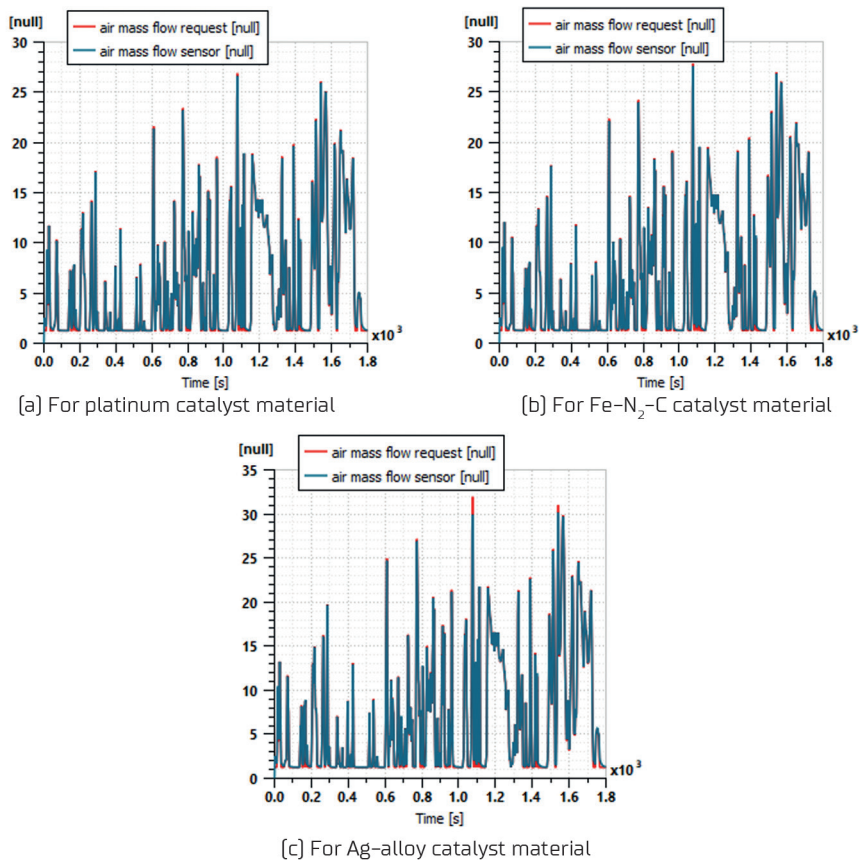 [null]
air mass flow request [null]
air mass flow sensor [null]
30
25
20
15
10
5
0
0.0 0.2 0.4 0.6 0.8 1.0 1.2 1.4 1.6 1.8
x10 3
Time [s]
(a) For platinum catalyst material
[null]
air mass flow request [null]
air mass flow sensor [null]
30
25
20
15
10
5
0
0.0 0.2 0.4 0.6 0.8 1.0 1.2 1.4 1.6 1.8
x10 3
Time [s]
(b) For Fe–N₂–C catalyst material
[null]
air mass flow request [null]
air mass flow sensor [null]
35
30
25
20
15
10
5
0
0.0 0.2 0.4 0.6 0.8 1.0 1.2 1.4 1.6 1.8
x10 3
Time [s]
(c) For Ag–alloy catalyst material